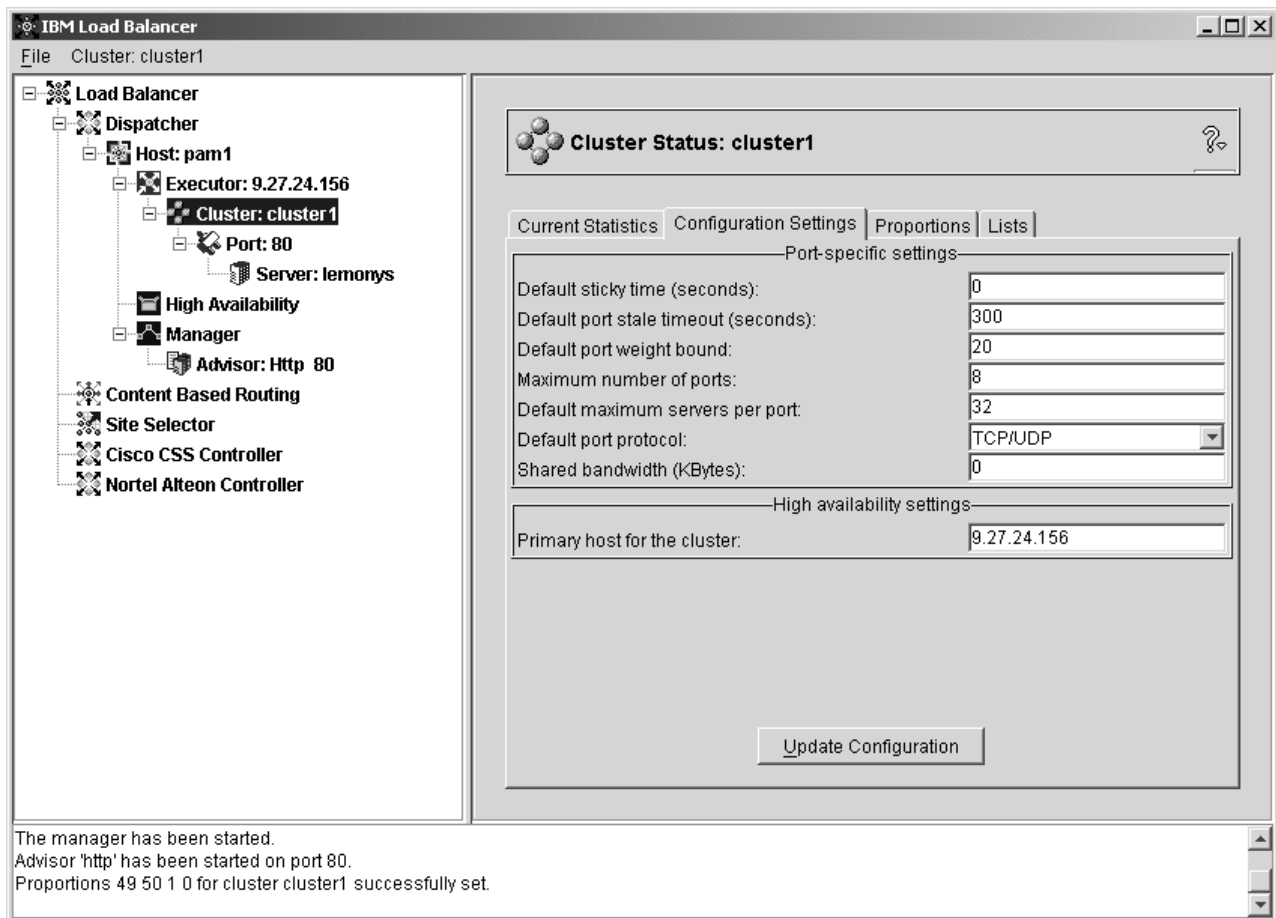 IBM Load Balancer
File Cluster: cluster1
Load Balancer
Dispatcher
Host: pam1
Executor: 9.27.24.156
Cluster: cluster1
Port: 80
Server: lemonys
High Availability
Manager
Advisor: Http 80
Content Based Routing
Site Selector
Cisco CSS Controller
Nortel Alteon Controller
Cluster Status: cluster1
?
Current Statistics Configuration Settings Proportions Lists
Port-specific settings
Default sticky time (seconds): 0
Default port stale timeout (seconds): 300
Default port weight bound: 20
Maximum number of ports: 8
Default maximum servers per port: 32
Default port protocol: TCP/UDP
Shared bandwidth (KBytes): 0
High availability settings
Primary host for the cluster: 9.27.24.156
Update Configuration
The manager has been started.
Advisor 'http' has been started on port 80.
Proportions 49 50 1 0 for cluster cluster1 successfully set.